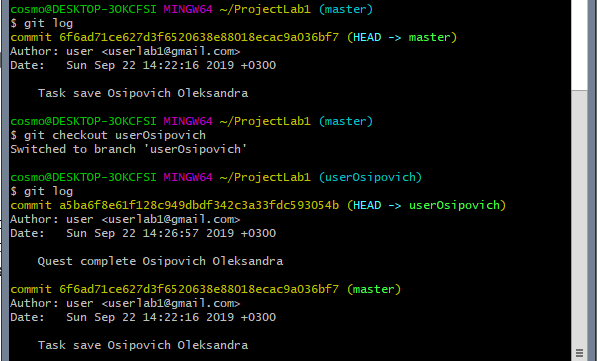 cosmo@DESKTOP-3OKCFSI MINGW64 ~/ProjectLab1 (master)
$ git log
commit 6f6ad71ce627d3f6520638e88018ecac9a036bf7 (HEAD -> master)
Author: user <userlab1@gmail.com>
Date:   Sun Sep 22 14:22:16 2019 +0300
    Task save Osipovich Oleksandra
cosmo@DESKTOP-3OKCFSI MINGW64 ~/ProjectLab1 (master)
$ git checkout userOsipovich
Switched to branch 'userOsipovich'
cosmo@DESKTOP-3OKCFSI MINGW64 ~/ProjectLab1 (userOsipovich)
$ git log
commit a5ba6f8e61f128c949dbdf342c3a33fdc593054b (HEAD -> userOsipovich)
Author: user <userlab1@gmail.com>
Date:   Sun Sep 22 14:26:57 2019 +0300
    Quest complete Osipovich Oleksandra
commit 6f6ad71ce627d3f6520638e88018ecac9a036bf7 (master)
Author: user <userlab1@gmail.com>
Date:   Sun Sep 22 14:22:16 2019 +0300
    Task save Osipovich Oleksandra